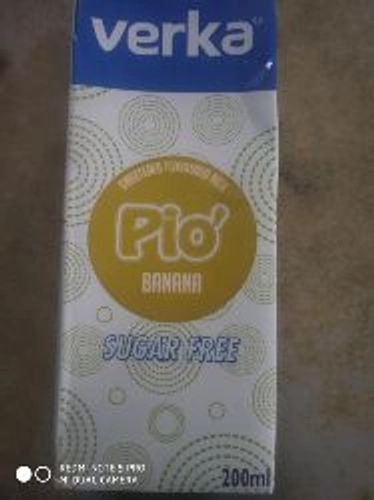 verka
Pio
BANANA
SUGAR FREE
200ml
REDMI NOTE 5 PRO
MI DUAL CAMERA